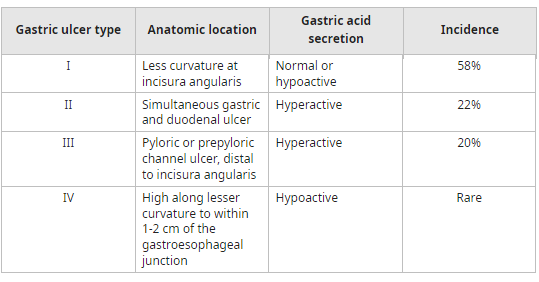 Gastric ulcer type Anatomic location Gastric acid secretion Incidence
I Less curvature at incisura angularis Normal or hypoactive 58%
II Simultaneous gastric and duodenal ulcer Hyperactive 22%
III Pyloric or prepyloric channel ulcer, distal to incisura angularis Hyperactive 20%
IV High along lesser curvature to within 1-2 cm of the gastroesophageal junction Hypoactive Rare